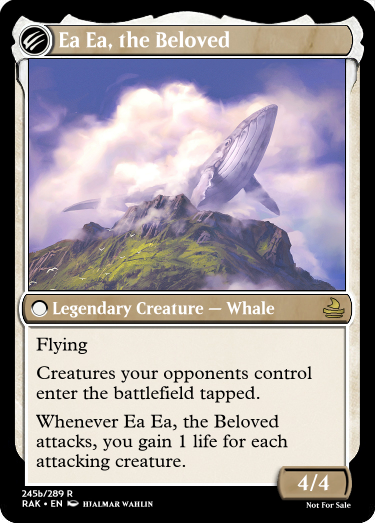 Ea Ea, the Beloved
Legendary Creature — Whale
Flying
Creatures your opponents control
enter the battlefield tapped.
Whenever Ea Ea, the Beloved
attacks, you gain 1 life for each
attacking creature.
4/4
245b/289 R
RAK • EN HJALMAR WAHLIN
Not For Sale